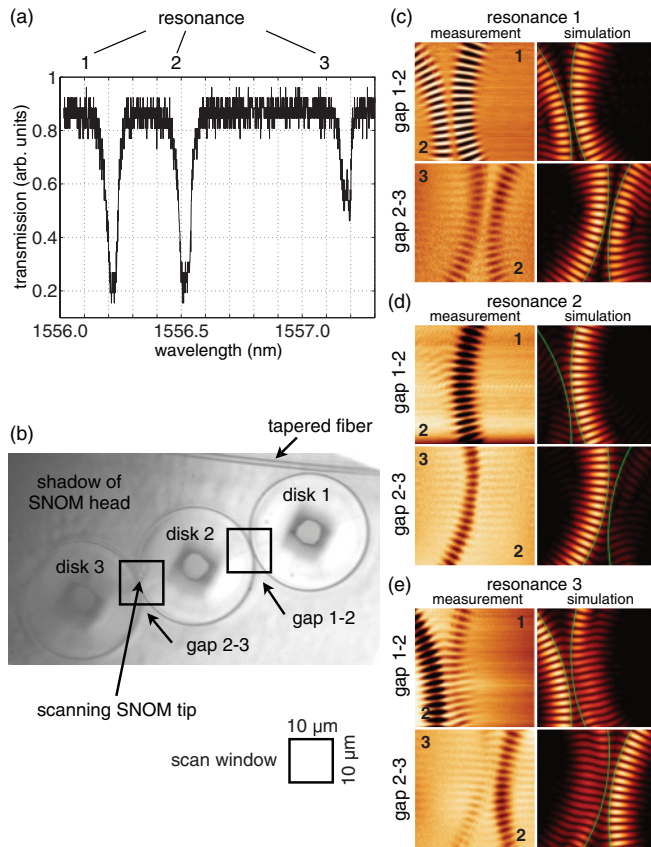 (a)
resonance
1 2 3
transmission (arb. units)
1
0.8
0.6
0.4
0.2
1556.0 1556.5 1557.0
wavelength (nm)
(b)
tapered fiber
shadow of
SNOM head
disk 1
disk 2
disk 3
gap 1-2
gap 2-3
scanning SNOM tip
10 µm
scan window
10 µm
(c)
resonance 1
measurement simulation
gap 1-2
1
2
gap 2-3
3
2
(d)
resonance 2
measurement simulation
gap 1-2
1
2
gap 2-3
3
2
(e)
resonance 3
measurement simulation
gap 1-2
1
2
gap 2-3
3
2